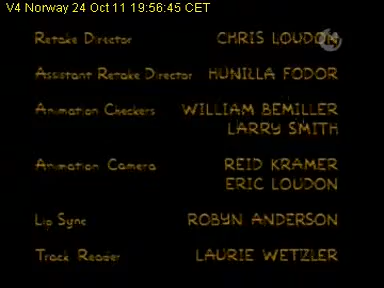 V4 Norway 24 Oct 11 19:56:45 CET
Retake Director CHRIS LOUDON
Assistant Retake Director HUNILLA FODOR
Animation Checkers WILLIAM BEMILLER
LARRY SMITH
Animation Camera REID KRAMER
ERIC LOUDON
Lip Sync ROBYN ANDERSON
Track Reader LAURIE WETZLER